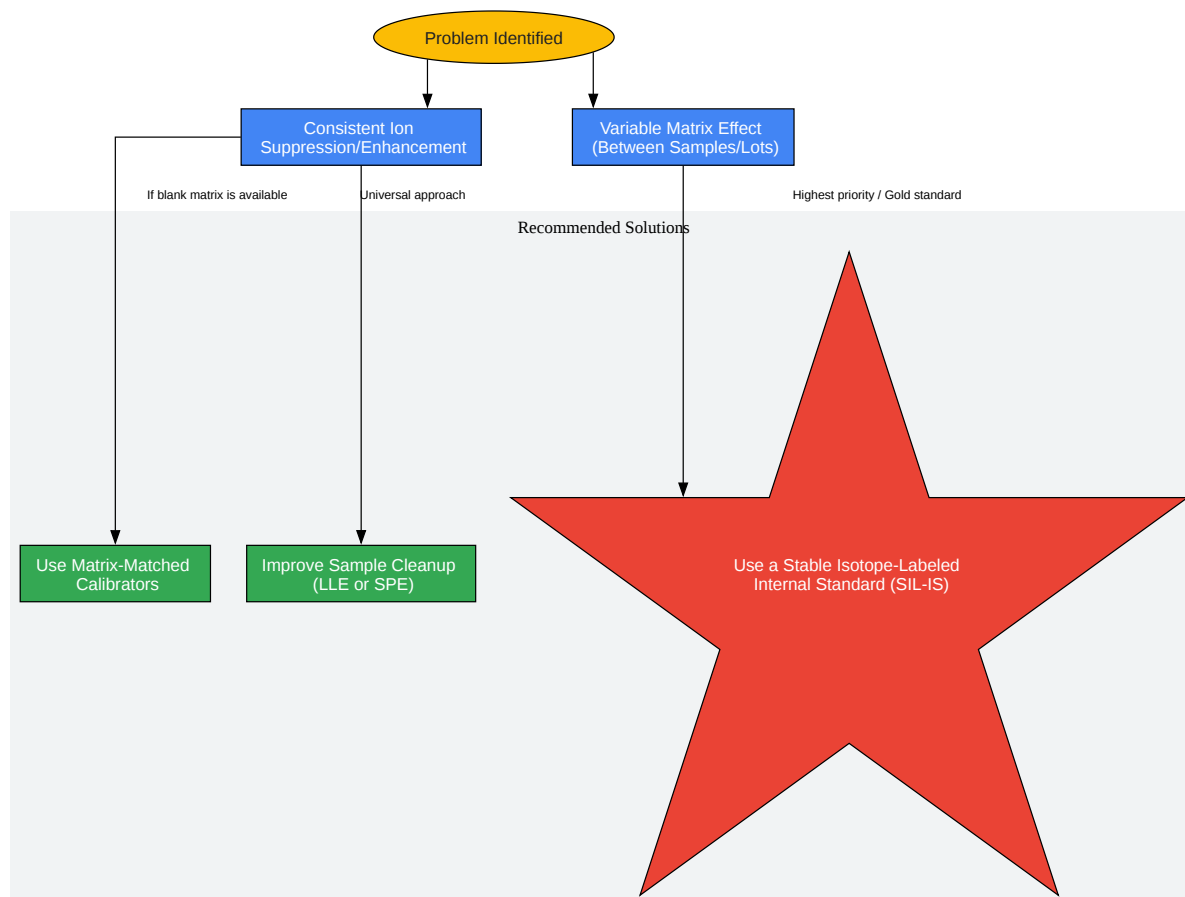 Problem Identified
Consistent Ion
Suppression/Enhancement
Variable Matrix Effect
(Between Samples/Lots)
If blank matrix is available
Universal approach
Highest priority / Gold standard
Recommended Solutions
Use Matrix-Matched
Calibrators
Improve Sample Cleanup
(LLE or SPE)
Use a Stable Isotope-Labeled
Internal Standard (SIL-IS)